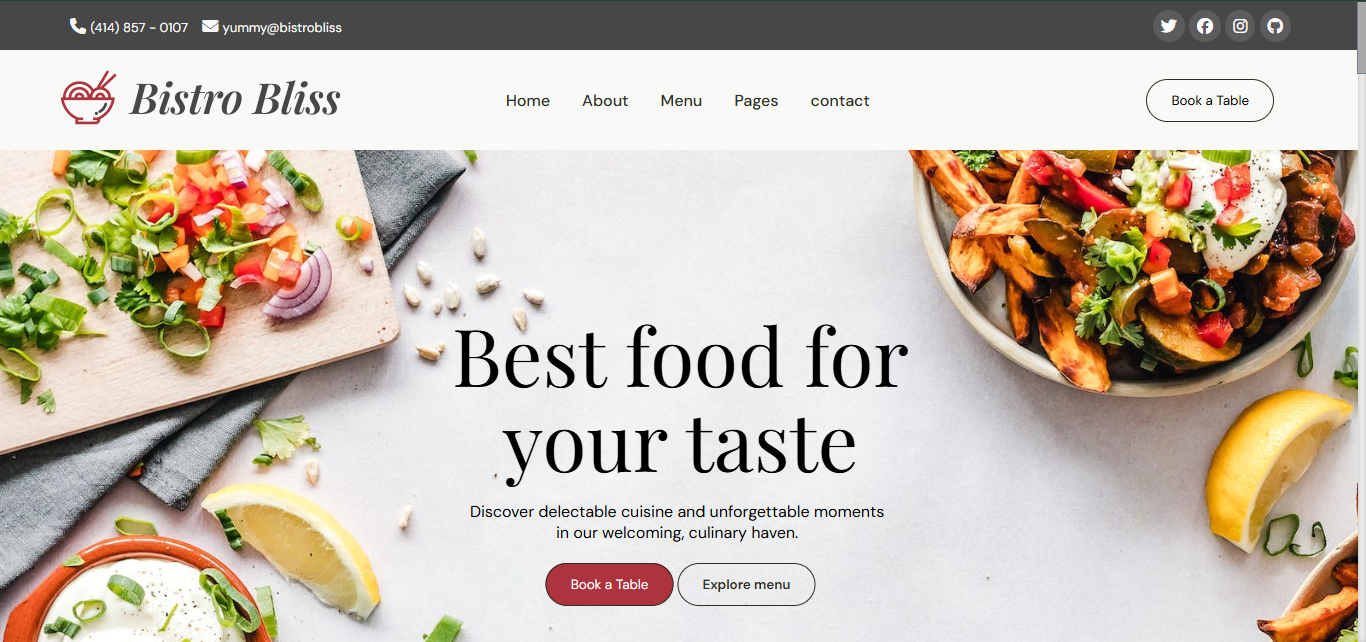 (414) 857 - 0107 yummy@bistrobliss
Bistro Bliss
Home About Menu Pages contact
Book a Table
Best food for
your taste
Discover delectable cuisine and unforgettable moments
in our welcoming, culinary haven.
Book a Table Explore menu